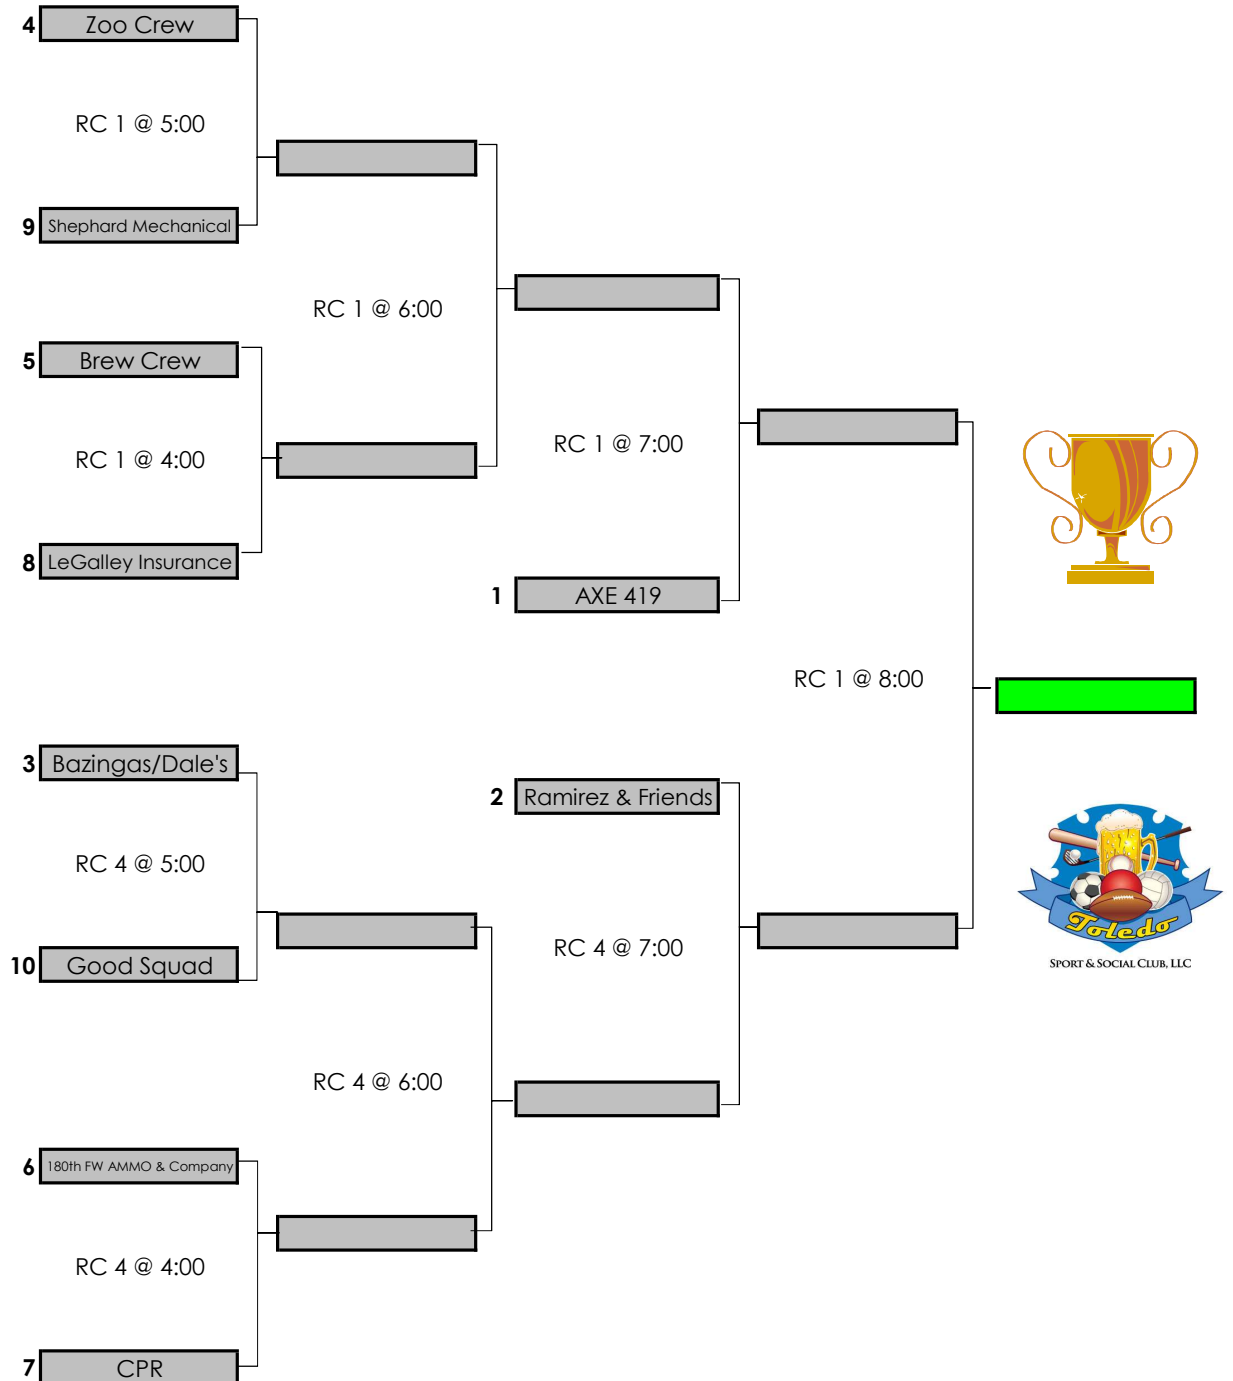 4 Zoo Crew
RC 1 @ 5:00
9 Shephard Mechanical
RC 1 @ 6:00
5 Brew Crew
RC 1 @ 4:00
RC 1 @ 7:00
8 LeGalley Insurance
1 AXE 419
RC 1 @ 8:00
3 Bazingas/Dale's
2 Ramirez & Friends
RC 4 @ 5:00
Toledo
RC 4 @ 7:00
10 Good Squad
SPORT & SOCIAL CLUB, LLC
RC 4 @ 6:00
6 180th FW AMMO & Company
RC 4 @ 4:00
7 CPR